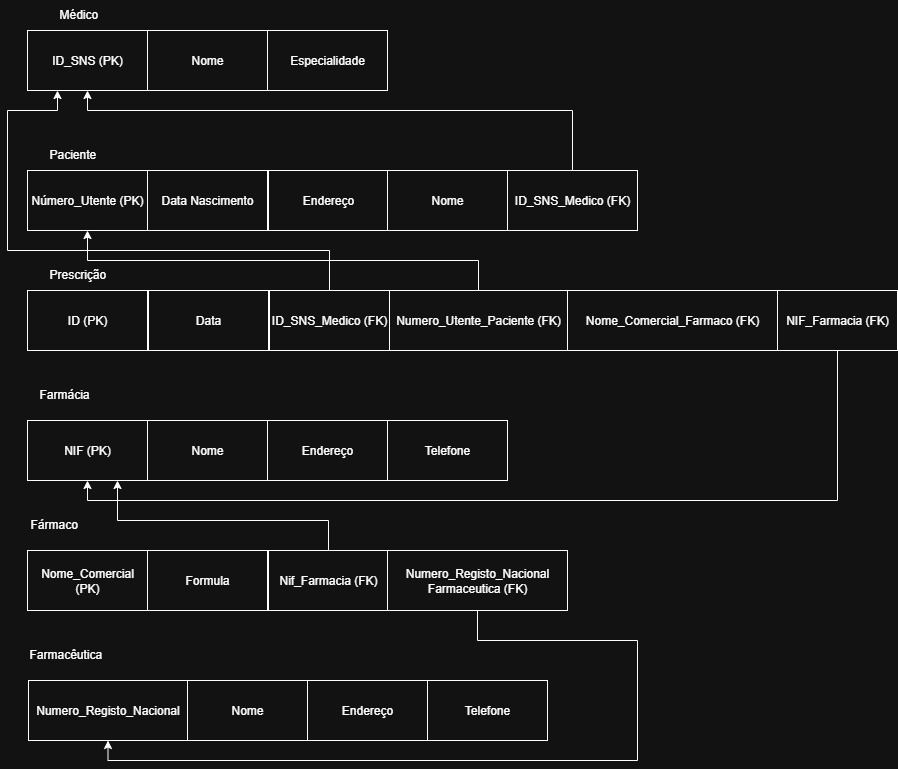 Médico
ID_SNS (PK) Nome Especialidade
Paciente
Número_Utente (PK) Data Nascimento Endereço Nome ID_SNS_Medico (FK)
Prescrição
ID (PK) Data ID_SNS_Medico (FK) Numero_Utente_Paciente (FK) Nome_Comercial_Farmaco (FK) NIF_Farmacia (FK)
Farmácia
NIF (PK) Nome Endereço Telefone
Fármaco
Nome_Comercial
(PK)
Formula
Nif_Farmacia (FK)
Numero_Registo_Nacional
Farmaceutica (FK)
Farmacêutica
Numero_Registo_Nacional Nome Endereço Telefone